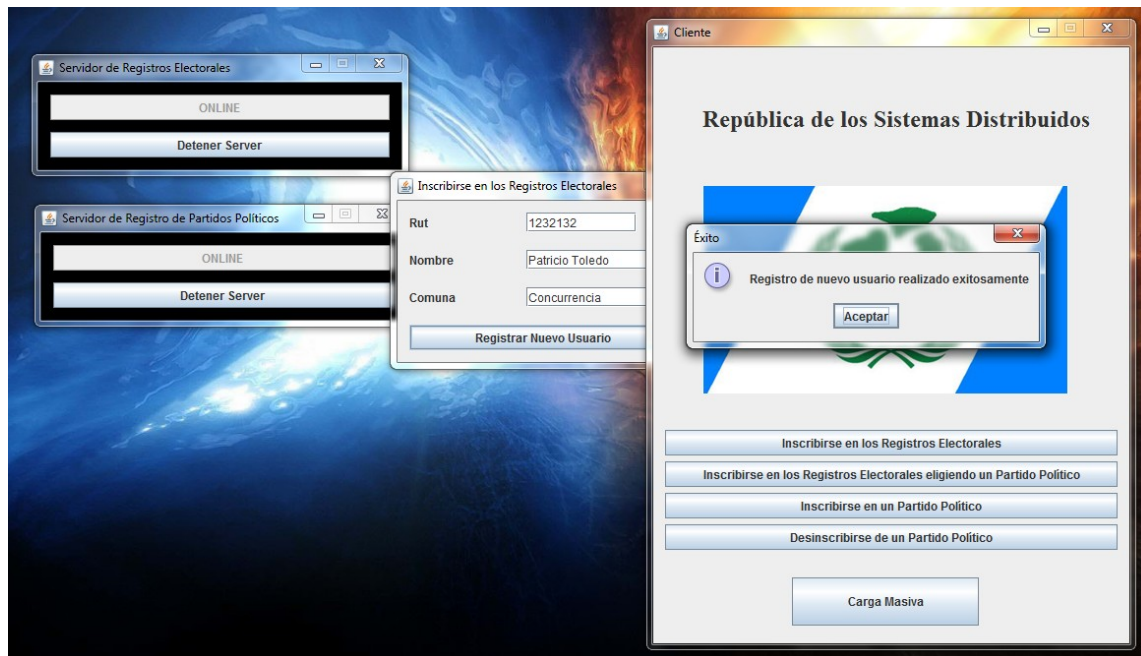 Servidor de Registros Electorales
ONLINE
Detener Server
Servidor de Registro de Partidos Políticos
ONLINE
Detener Server
Inscribirse en los Registros Electorales
Rut
1232132
Nombre
Patricio Toledo
Comuna
Concurrencia
Registrar Nuevo Usuario
Cliente
República de los Sistemas Distribuidos
Éxito
Registro de nuevo usuario realizado exitosamente
Aceptar
Inscribirse en los Registros Electorales
Inscribirse en los Registros Electorales eligiendo un Partido Político
Inscribirse en un Partido Político
Desinscribirse de un Partido Político
Carga Masiva